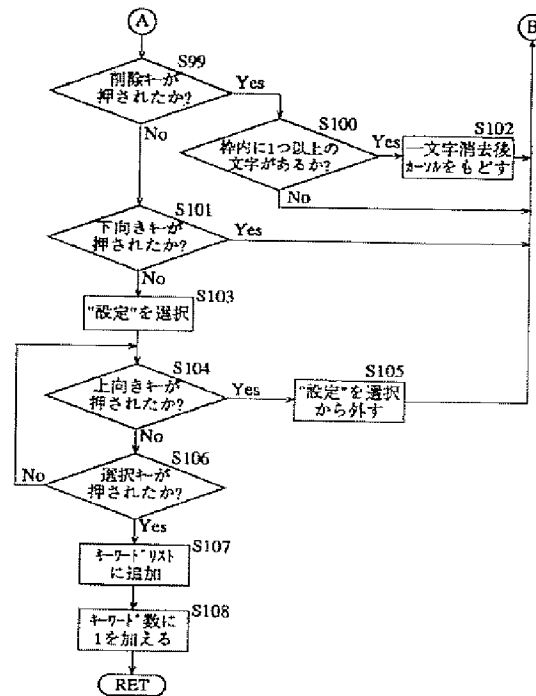 A
B
S99
削除キーが
押されたか?
Yes
No
S100
枠内に1つ以上の
文字があるか?
Yes
No
S102
一文字消去後
カーソルをもどす
S101
下向きキーが
押されたか?
Yes
No
S103
"設定"を選択
S104
上向きキーが
押されたか?
Yes
No
S105
"設定"を選択
から外す
S106
選択キーが
押されたか?
No
Yes
S107
キーワードリスト
に追加
S108
キーワード数に
1を加える
RET